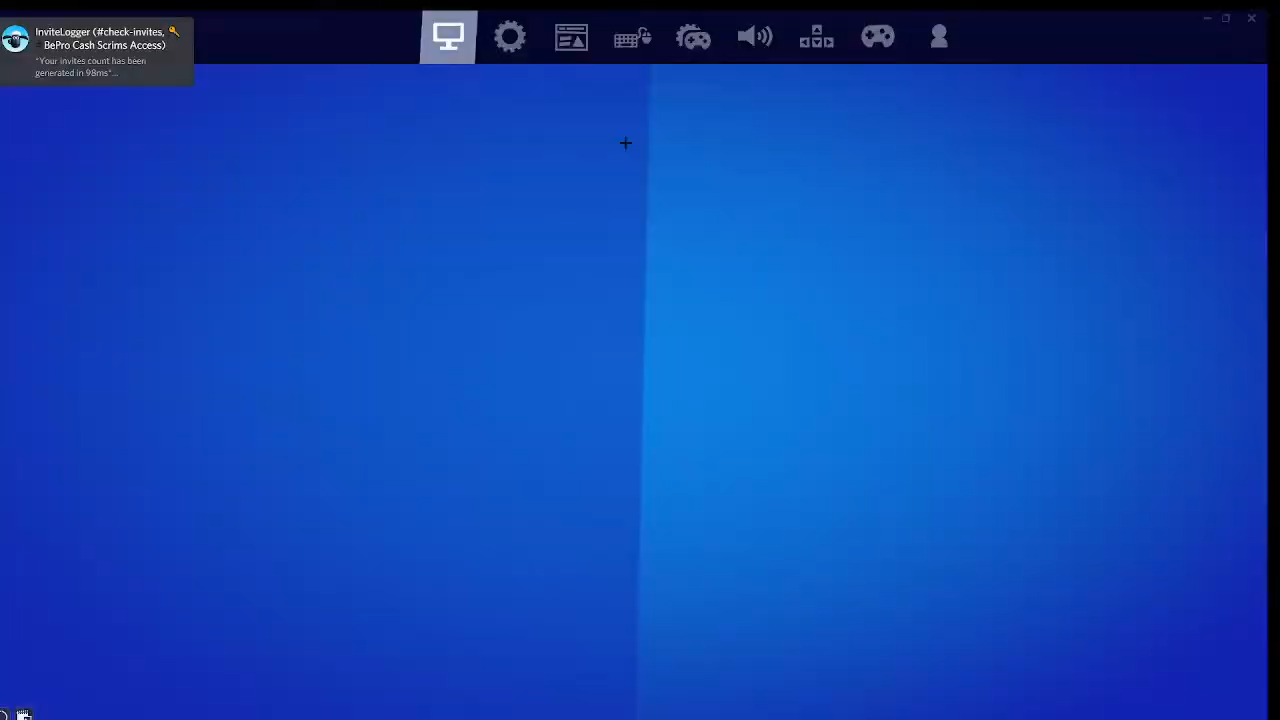 InviteLogger (#check-invites, 🔑
BePro Cash Scrims Access)
"Your invites count has been
generated in 98ms"...